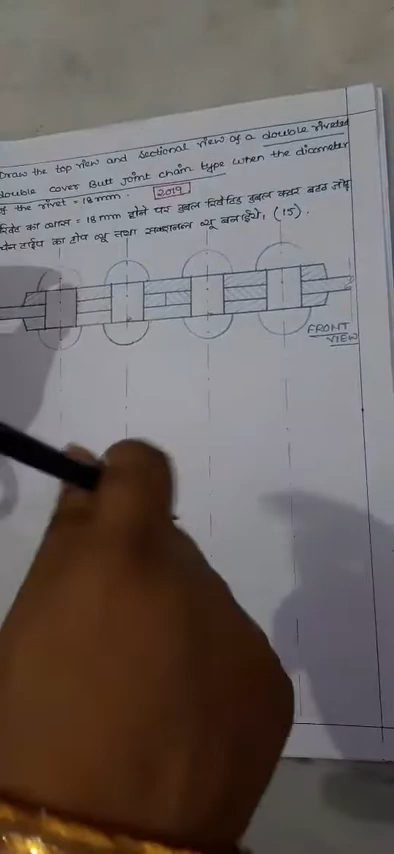 Draw the top view and sectional view of a double riveted
double cover Butt Joint chain type when the diameter
of the rivet = 18 mm. 2019
रिवेट का व्यास = 18 mm होने पर डबल रिवेटिड डबल कवर बटट जोड़
चैन टाईप का टोप व्यू तथा सेक्शनल व्यू बनाईये। (15).
FRONT
VIEW